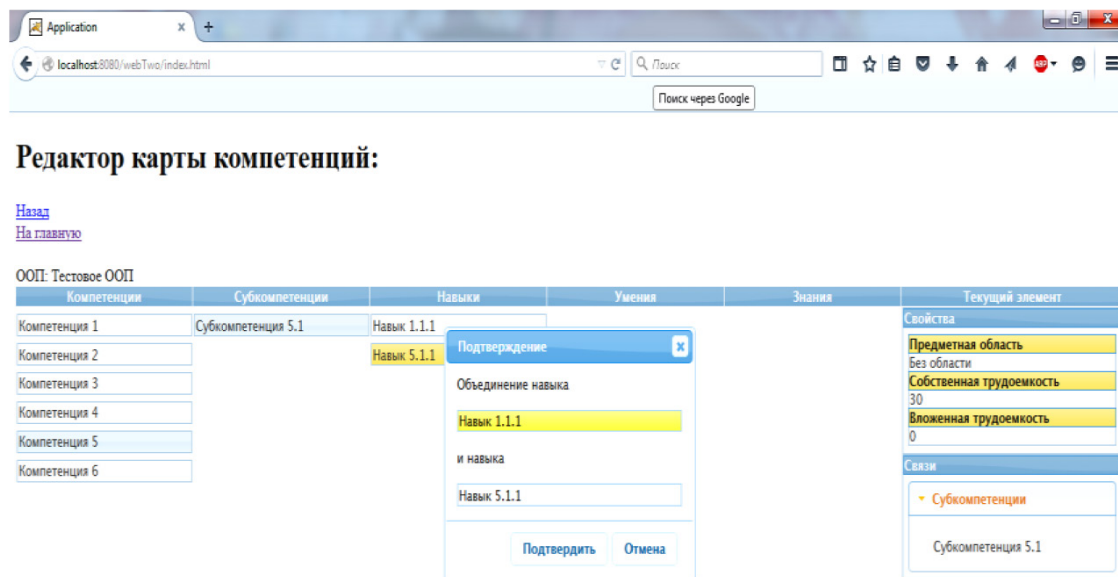 Application
localhost:8080/webTwo/index.html
Поиск
ABP
Поиск через Google
Редактор карты компетенций:
Назад
На главную
ООП: Тестовое ООП
Компетенции Субкомпетенции Навыки Умения Знания Текущий элемент
Компетенция 1 Субкомпетенция 5.1 Навык 1.1.1
Компетенция 2 Навык 5.1.1
Компетенция 3
Компетенция 4
Компетенция 5
Компетенция 6
Подтверждение
Объединение навыка
Навык 1.1.1
и навыка
Навык 5.1.1
Подтвердить Отмена
Свойства
Предметная область
Без области
Собственная трудоемкость
30
Вложенная трудоемкость
0
Связи
Субкомпетенции
Субкомпетенция 5.1